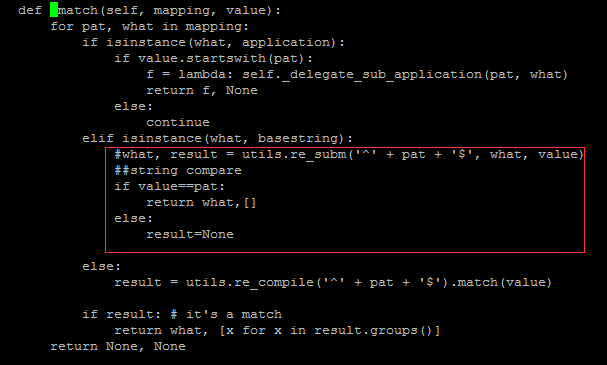 def _match(self, mapping, value):
    for pat, what in mapping:
        if isinstance(what, application):
            if value.startswith(pat):
                f = lambda: self._delegate_sub_application(pat, what)
                return f, None
            else:
                continue
        elif isinstance(what, basestring):
            #what, result = utils.re_subm('^' + pat + '$', what, value)
            ##string compare
            if value==pat:
                return what,[]
            else:
                result=None
        else:
            result = utils.re_compile('^' + pat + '$').match(value)
        if result: # it's a match
            return what, [x for x in result.groups()]
    return None, None